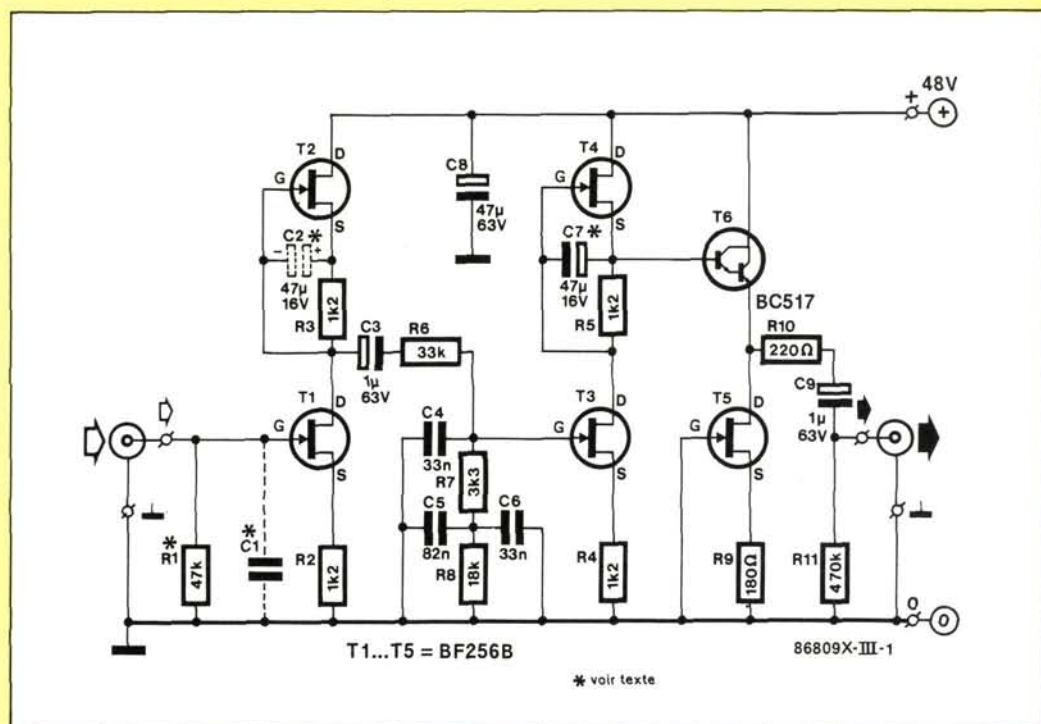 48V
+
+
T2
D
G
S
C2
*
-
+
47µ
16V
R3
1k2
C8
47µ
63V
T4
D
G
S
C7
*
47µ
16V
R5
1k2
T6
BC517
C3
1µ
63V
R6
33k
R10
220Ω
C9
1µ
63V
T1
D
G
S
C4
33n
R7
3k3
T3
D
G
S
T5
D
G
S
*
R1
47k
*
C1
R2
1k2
C5
82n
C6
33n
R8
18k
R4
1k2
R9
180Ω
R11
470k
0
0
T1...T5 = BF256B
86809X-III-1
* voir texte